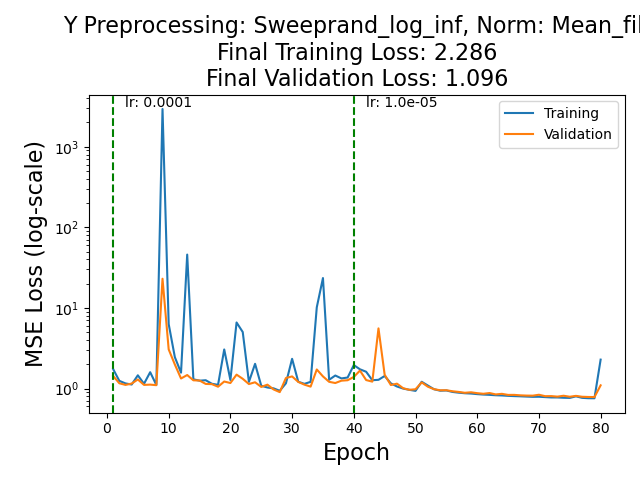 Y Preprocessing: Sweeprand_log_inf, Norm: Mean_fil
Final Training Loss: 2.286
Final Validation Loss: 1.096
lr: 0.0001
lr: 1.0e-05
Training
Validation
MSE Loss (log-scale)
10³
10²
10¹
10⁰
0 10 20 30 40 50 60 70 80
Epoch